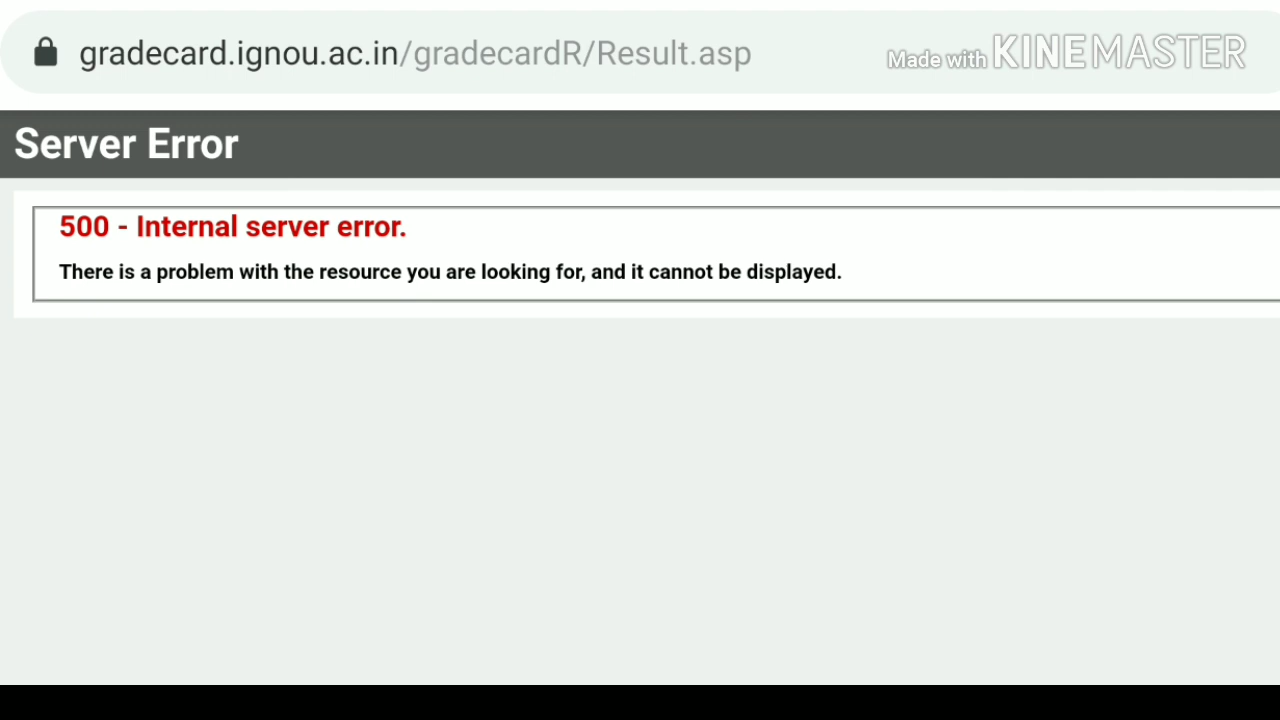 gradecard.ignou.ac.in/gradecardR/Result.asp
Made with KINEMASTER
Server Error
500 - Internal server error.
There is a problem with the resource you are looking for, and it cannot be displayed.